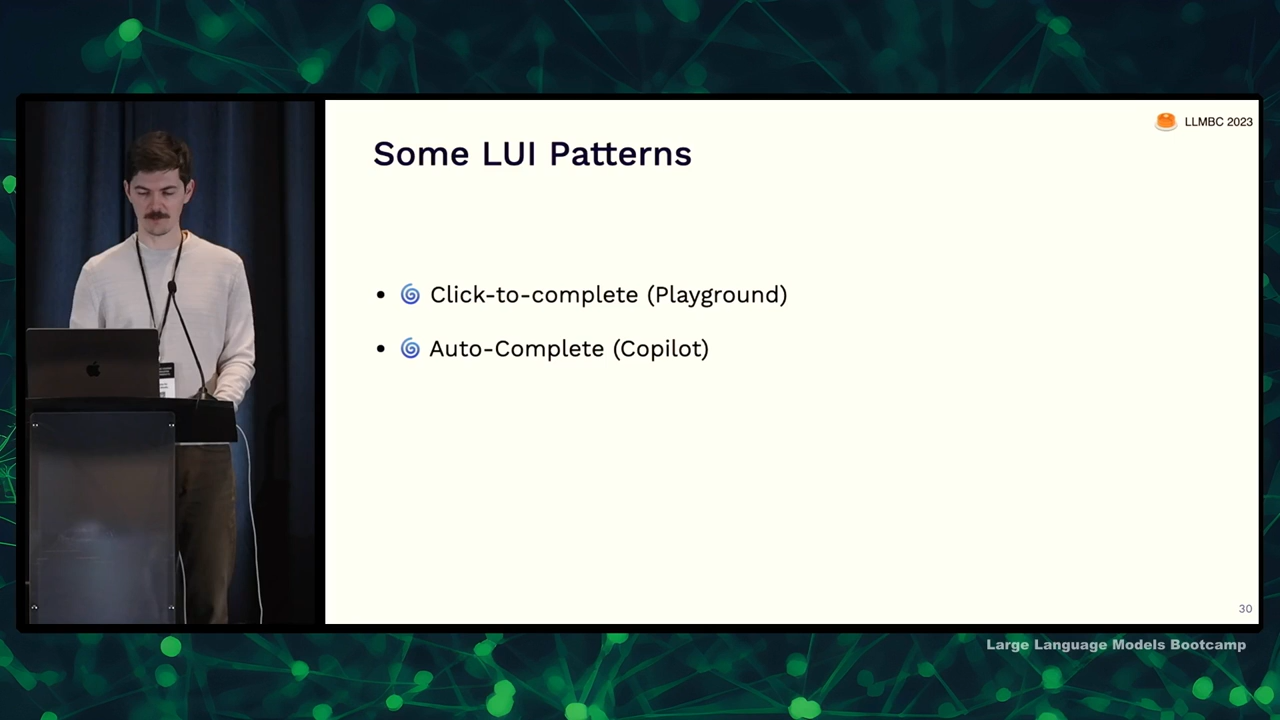 LLMBC 2023
Some LUI Patterns
• 🌀 Click-to-complete (Playground)
• 🌀 Auto-Complete (Copilot)
30
Large Language Models Bootcamp